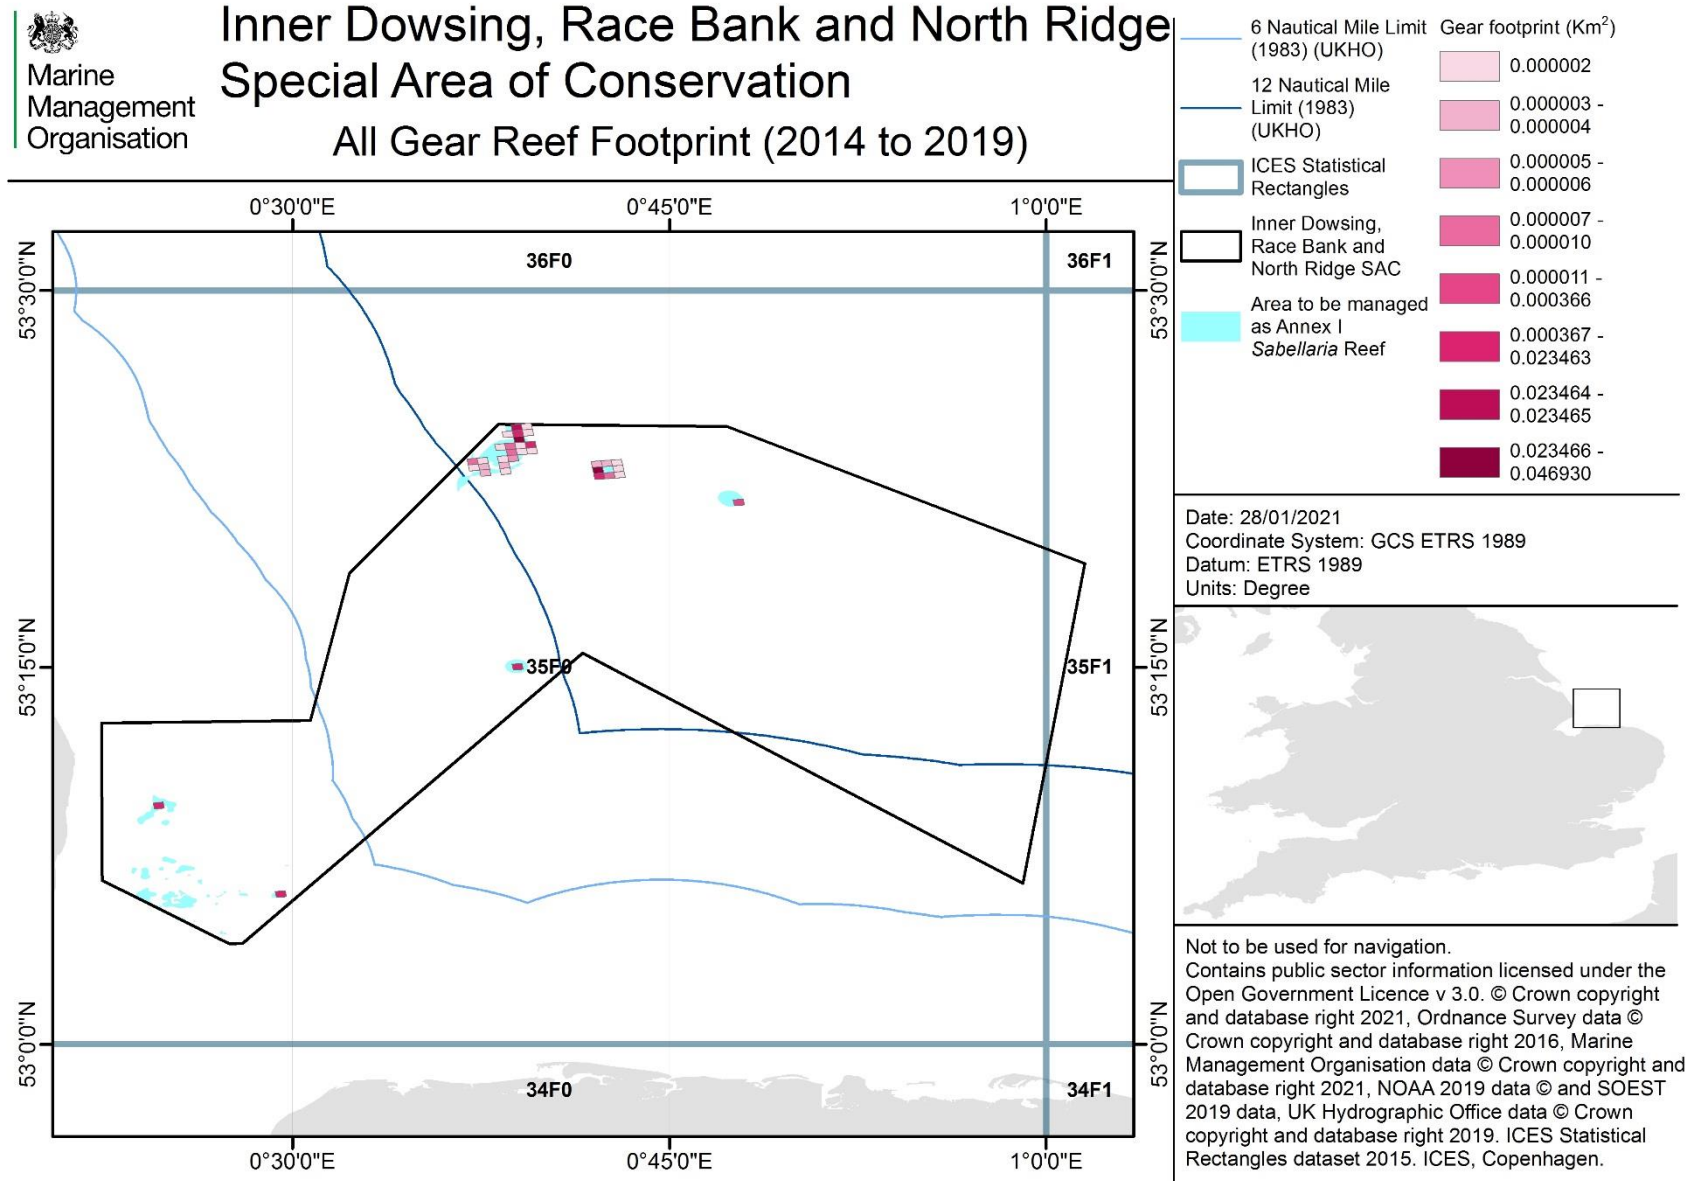 Marine
Management
Organisation
Inner Dowsing, Race Bank and North Ridge
Special Area of Conservation
All Gear Reef Footprint (2014 to 2019)
0°30'0"E
0°45'0"E
1°0'0"E
53°30'0"N
53°15'0"N
53°0'0"N
36F0
36F1
35F0
35F1
34F0
34F1
53°30'0"N
53°15'0"N
53°0'0"N
0°30'0"E
0°45'0"E
1°0'0"E
6 Nautical Mile Limit
(1983) (UKHO)
12 Nautical Mile
Limit (1983)
(UKHO)
ICES Statistical
Rectangles
Inner Dowsing,
Race Bank and
North Ridge SAC
Area to be managed
as Annex I
Sabellaria Reef
Gear footprint (Km²)
0.000002
0.000003 -
0.000004
0.000005 -
0.000006
0.000007 -
0.000010
0.000011 -
0.000366
0.000367 -
0.023463
0.023464 -
0.023465
0.023466 -
0.046930
Date: 28/01/2021
Coordinate System: GCS ETRS 1989
Datum: ETRS 1989
Units: Degree
Not to be used for navigation.
Contains public sector information licensed under the
Open Government Licence v 3.0. © Crown copyright
and database right 2021, Ordnance Survey data ©
Crown copyright and database right 2016, Marine
Management Organisation data © Crown copyright and
database right 2021, NOAA 2019 data © and SOEST
2019 data, UK Hydrographic Office data © Crown
copyright and database right 2019. ICES Statistical
Rectangles dataset 2015. ICES, Copenhagen.